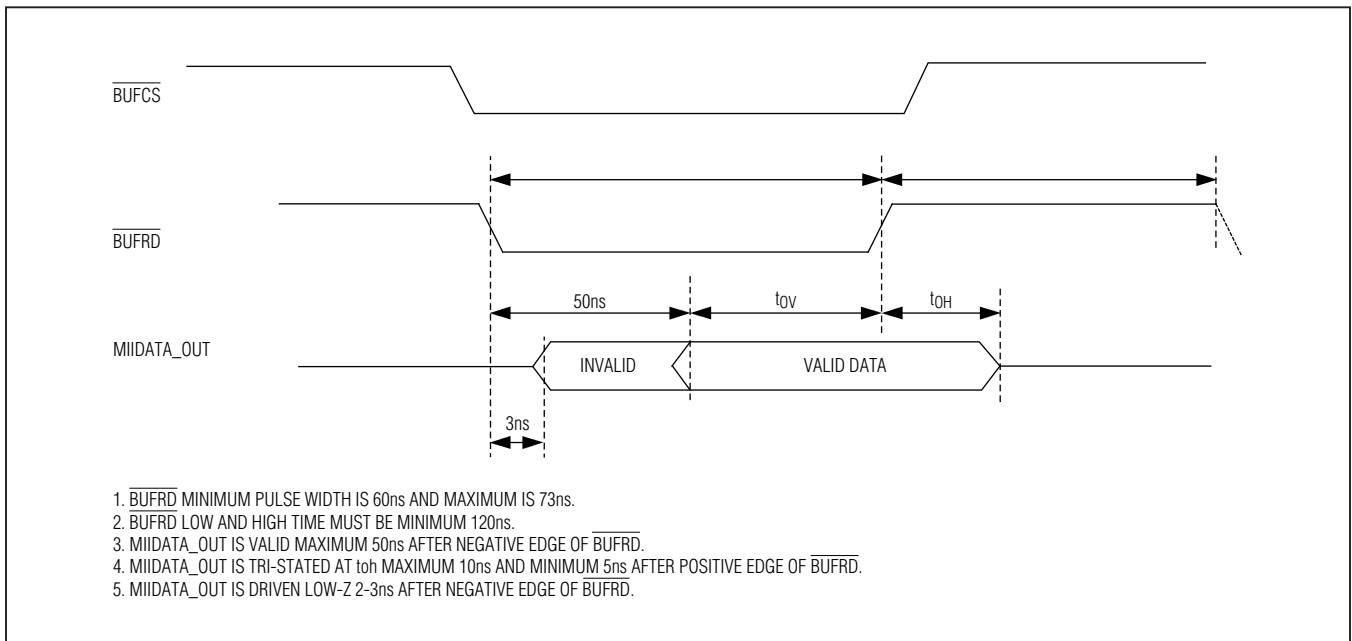 BUFCS
BUFRD
50ns
tOV
tOH
MIIDATA_OUT
INVALID
VALID DATA
3ns
1. BUFRD MINIMUM PULSE WIDTH IS 60ns AND MAXIMUM IS 73ns.
2. BUFRD LOW AND HIGH TIME MUST BE MINIMUM 120ns.
3. MIIDATA_OUT IS VALID MAXIMUM 50ns AFTER NEGATIVE EDGE OF BUFRD.
4. MIIDATA_OUT IS TRI-STATED AT toh MAXIMUM 10ns AND MINIMUM 5ns AFTER POSITIVE EDGE OF BUFRD.
5. MIIDATA_OUT IS DRIVEN LOW-Z 2-3ns AFTER NEGATIVE EDGE OF BUFRD.